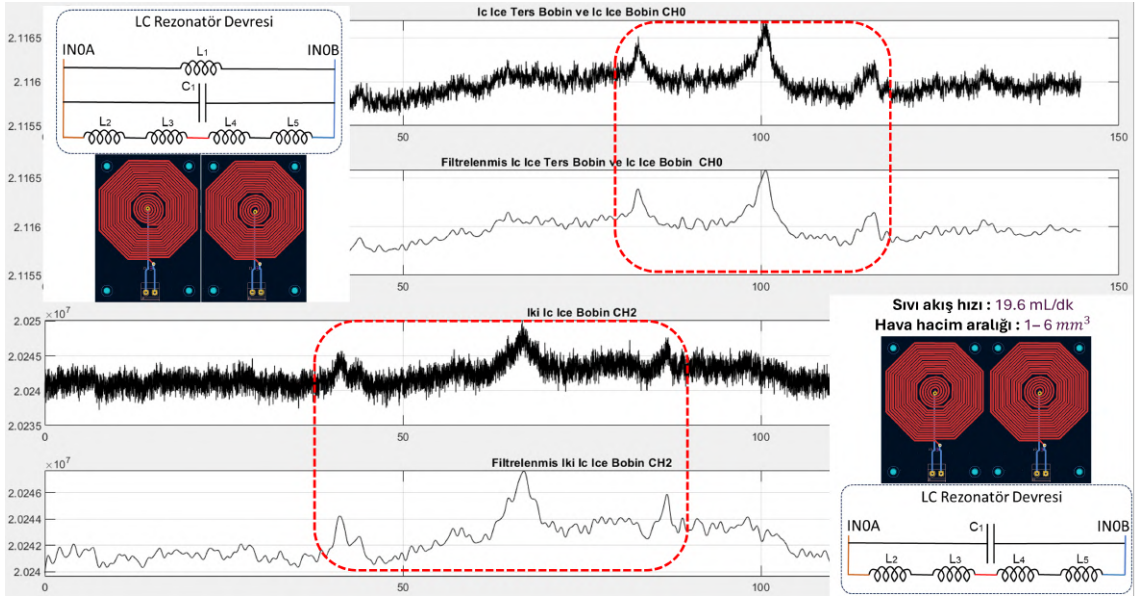 LC Rezonatör Devresi
IN0A
IN0B
L1
C1
L2
L3
L4
L5
Ic Ice Ters Bobin ve Ic Ice Bobin CH0
2.1165
2.116
2.1155
50
100
150
Filtrelenmis Ic Ice Ters Bobin ve Ic Ice Bobin CH0
2.1165
2.116
2.1155
0
50
100
150
×10⁷
Iki Ic Ice Bobin CH2
2.025
2.0245
2.024
2.0235
0
50
100
×10⁷
Filtrelenmis Iki Ic Ice Bobin CH2
2.0246
2.0244
2.0242
2.024
0
50
100
Sıvı akış hızı : 19.6 mL/dk
Hava hacim aralığı : 1– 6 mm³
LC Rezonatör Devresi
IN0A
C1
IN0B
L2
L3
L4
L5